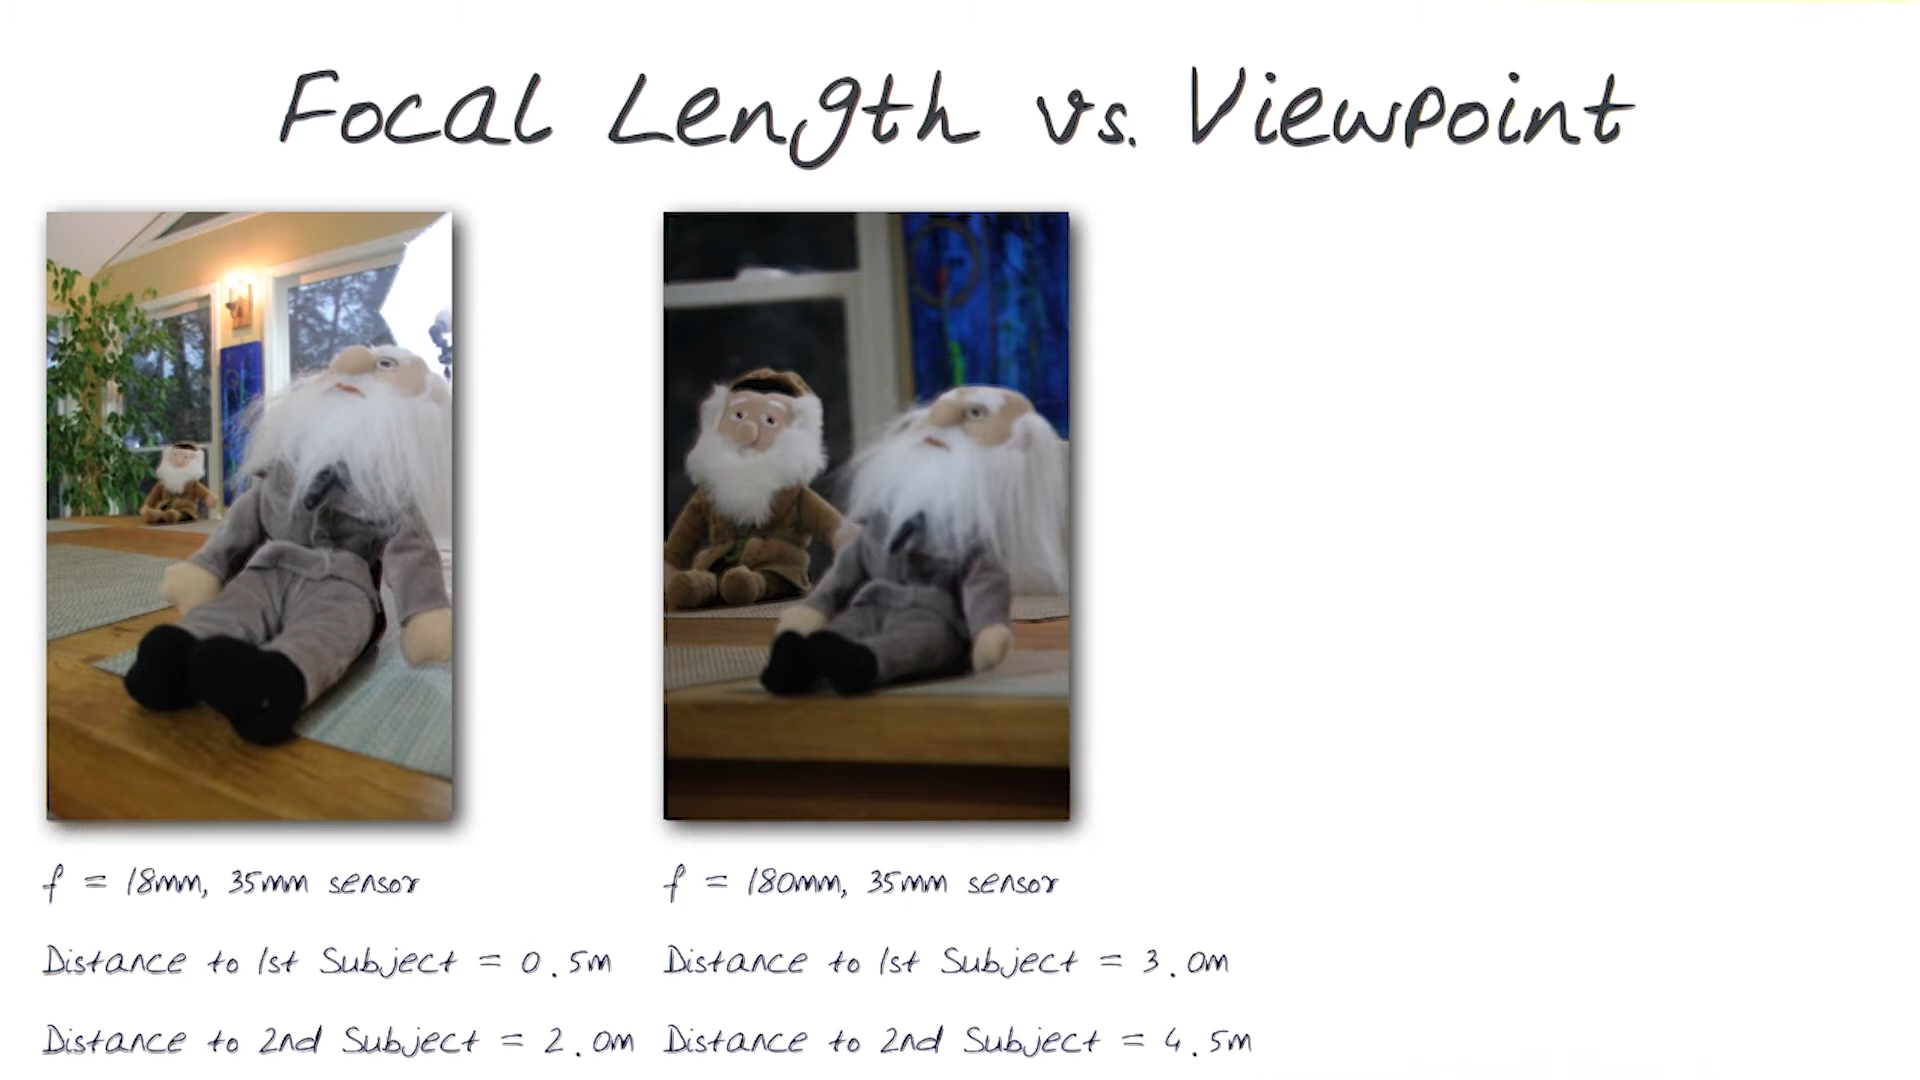 Focal Length vs. Viewpoint
f = 18mm, 35mm sensor
Distance to 1st Subject = 0.5m
Distance to 2nd Subject = 2.0m
f = 180mm, 35mm sensor
Distance to 1st Subject = 3.0m
Distance to 2nd Subject = 4.5m